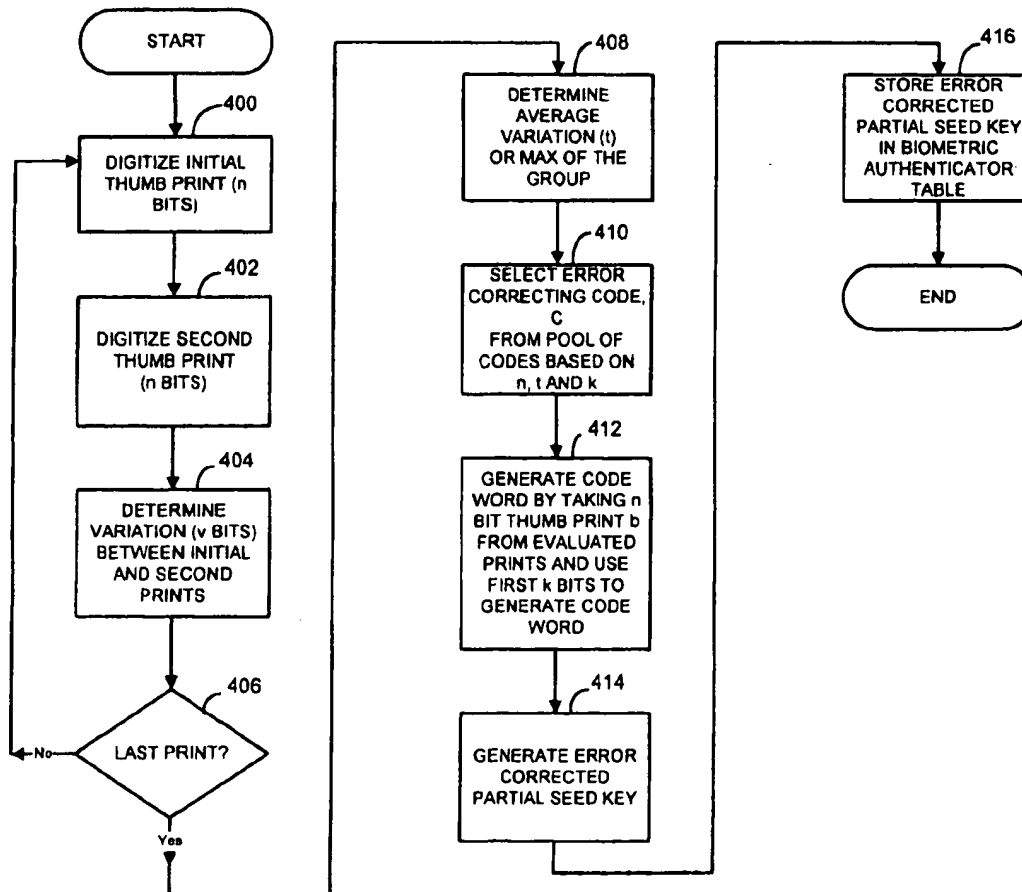 START
400
DIGITIZE INITIAL
THUMB PRINT (n
BITS)
402
DIGITIZE SECOND
THUMB PRINT
(n BITS)
404
DETERMINE
VARIATION (v BITS)
BETWEEN INITIAL
AND SECOND
PRINTS
406
LAST PRINT?
No
Yes
408
DETERMINE
AVERAGE
VARIATION (t)
OR MAX OF THE
GROUP
410
SELECT ERROR
CORRECTING CODE,
C
FROM POOL OF
CODES BASED ON
n, t AND k
412
GENERATE CODE
WORD BY TAKING n
BIT THUMB PRINT b
FROM EVALUATED
PRINTS AND USE
FIRST k BITS TO
GENERATE CODE
WORD
414
GENERATE ERROR
CORRECTED
PARTIAL SEED KEY
416
STORE ERROR
CORRECTED
PARTIAL SEED KEY
IN BIOMETRIC
AUTHENTICATOR
TABLE
END